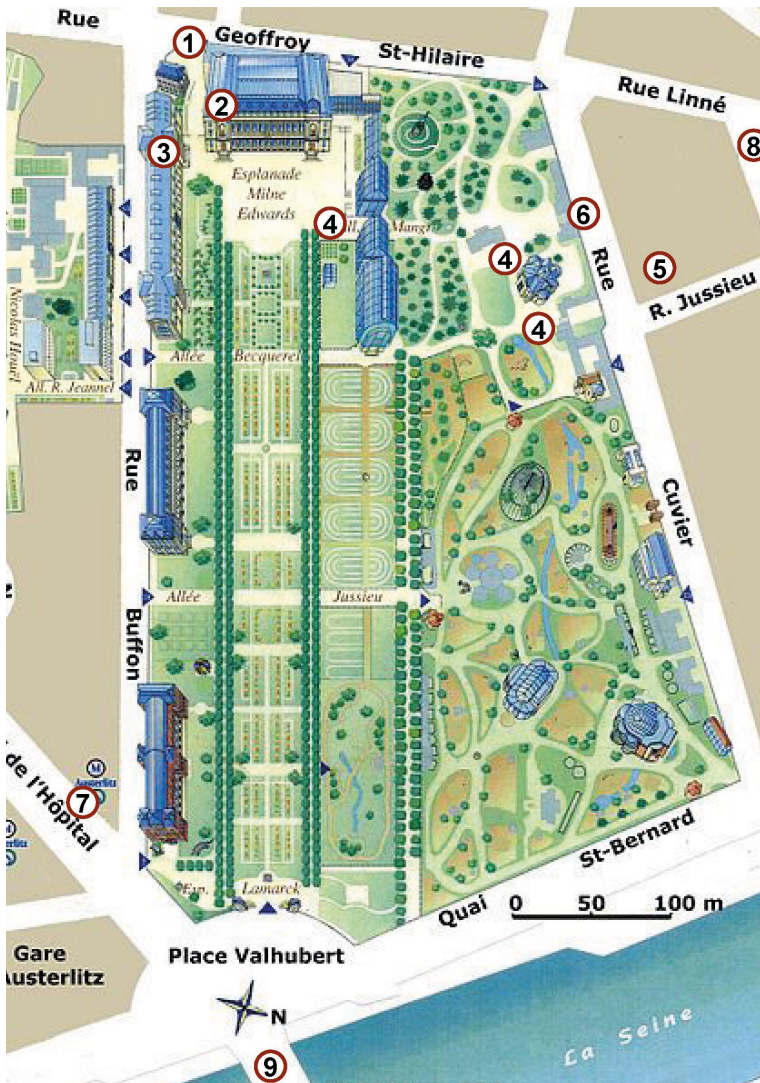 Rue
Geoffroy
St-Hilaire
Rue Linné
1
2
3
8
Esplanade
Milne
Edwards
4
All.
6
Rue
4
5
R. Jussieu
4
Nicolas Houël
All. R. Jeannel
Allée
Becquerel
Rue
Cuvier
Allée
Jussieu
Buffon
de l'Hôpital
M
Austerlitz
7
M
Esp.
Lamarck
Quai
St-Bernard
0 50 100 m
Gare
Austerlitz
Place Valhubert
N
La Seine
9